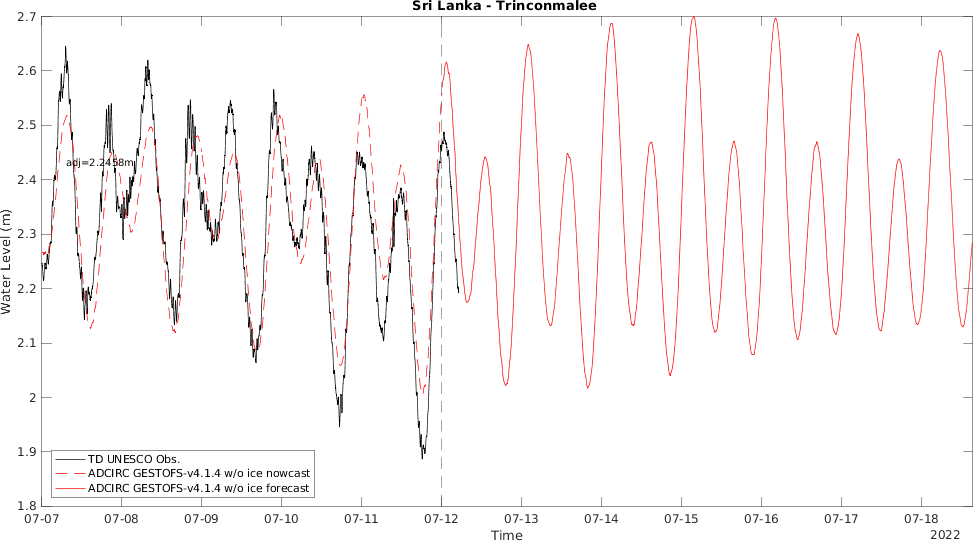 Sri Lanka - Trinconmalee
2.7
2.6
2.5
2.4
2.3
2.2
2.1
2
1.9
1.8
Water Level (m)
adj=2.2458m
TD UNESCO Obs.
ADCIRC GESTOFS-v4.1.4 w/o ice nowcast
ADCIRC GESTOFS-v4.1.4 w/o ice forecast
07-07 07-08 07-09 07-10 07-11 07-12 07-13 07-14 07-15 07-16 07-17 07-18
Time
2022